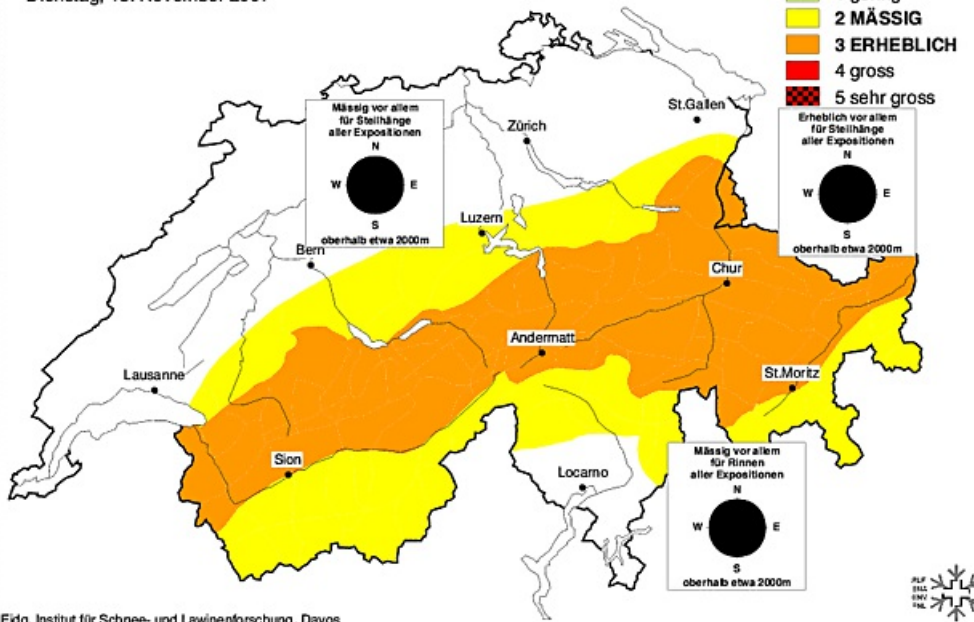 2 MÄSSIG
3 ERHEBLICH
4 gross
5 sehr gross
Mässig vor allem
für Steilhänge
aller Expositionen
N
W E
S
oberhalb etwa 2000m
Erheblich vor allem
für Steilhänge
aller Expositionen
N
W E
S
oberhalb etwa 2000m
St.Gallen
Zürich
Luzern
Bern
Chur
Andermatt
Lausanne
St.Moritz
Sion
Locarno
Mässig vor allem
für Rinnen
aller Expositionen
N
W E
S
oberhalb etwa 2000m
Eidg. Institut für Schnee- und Lawinenforschung, Davos